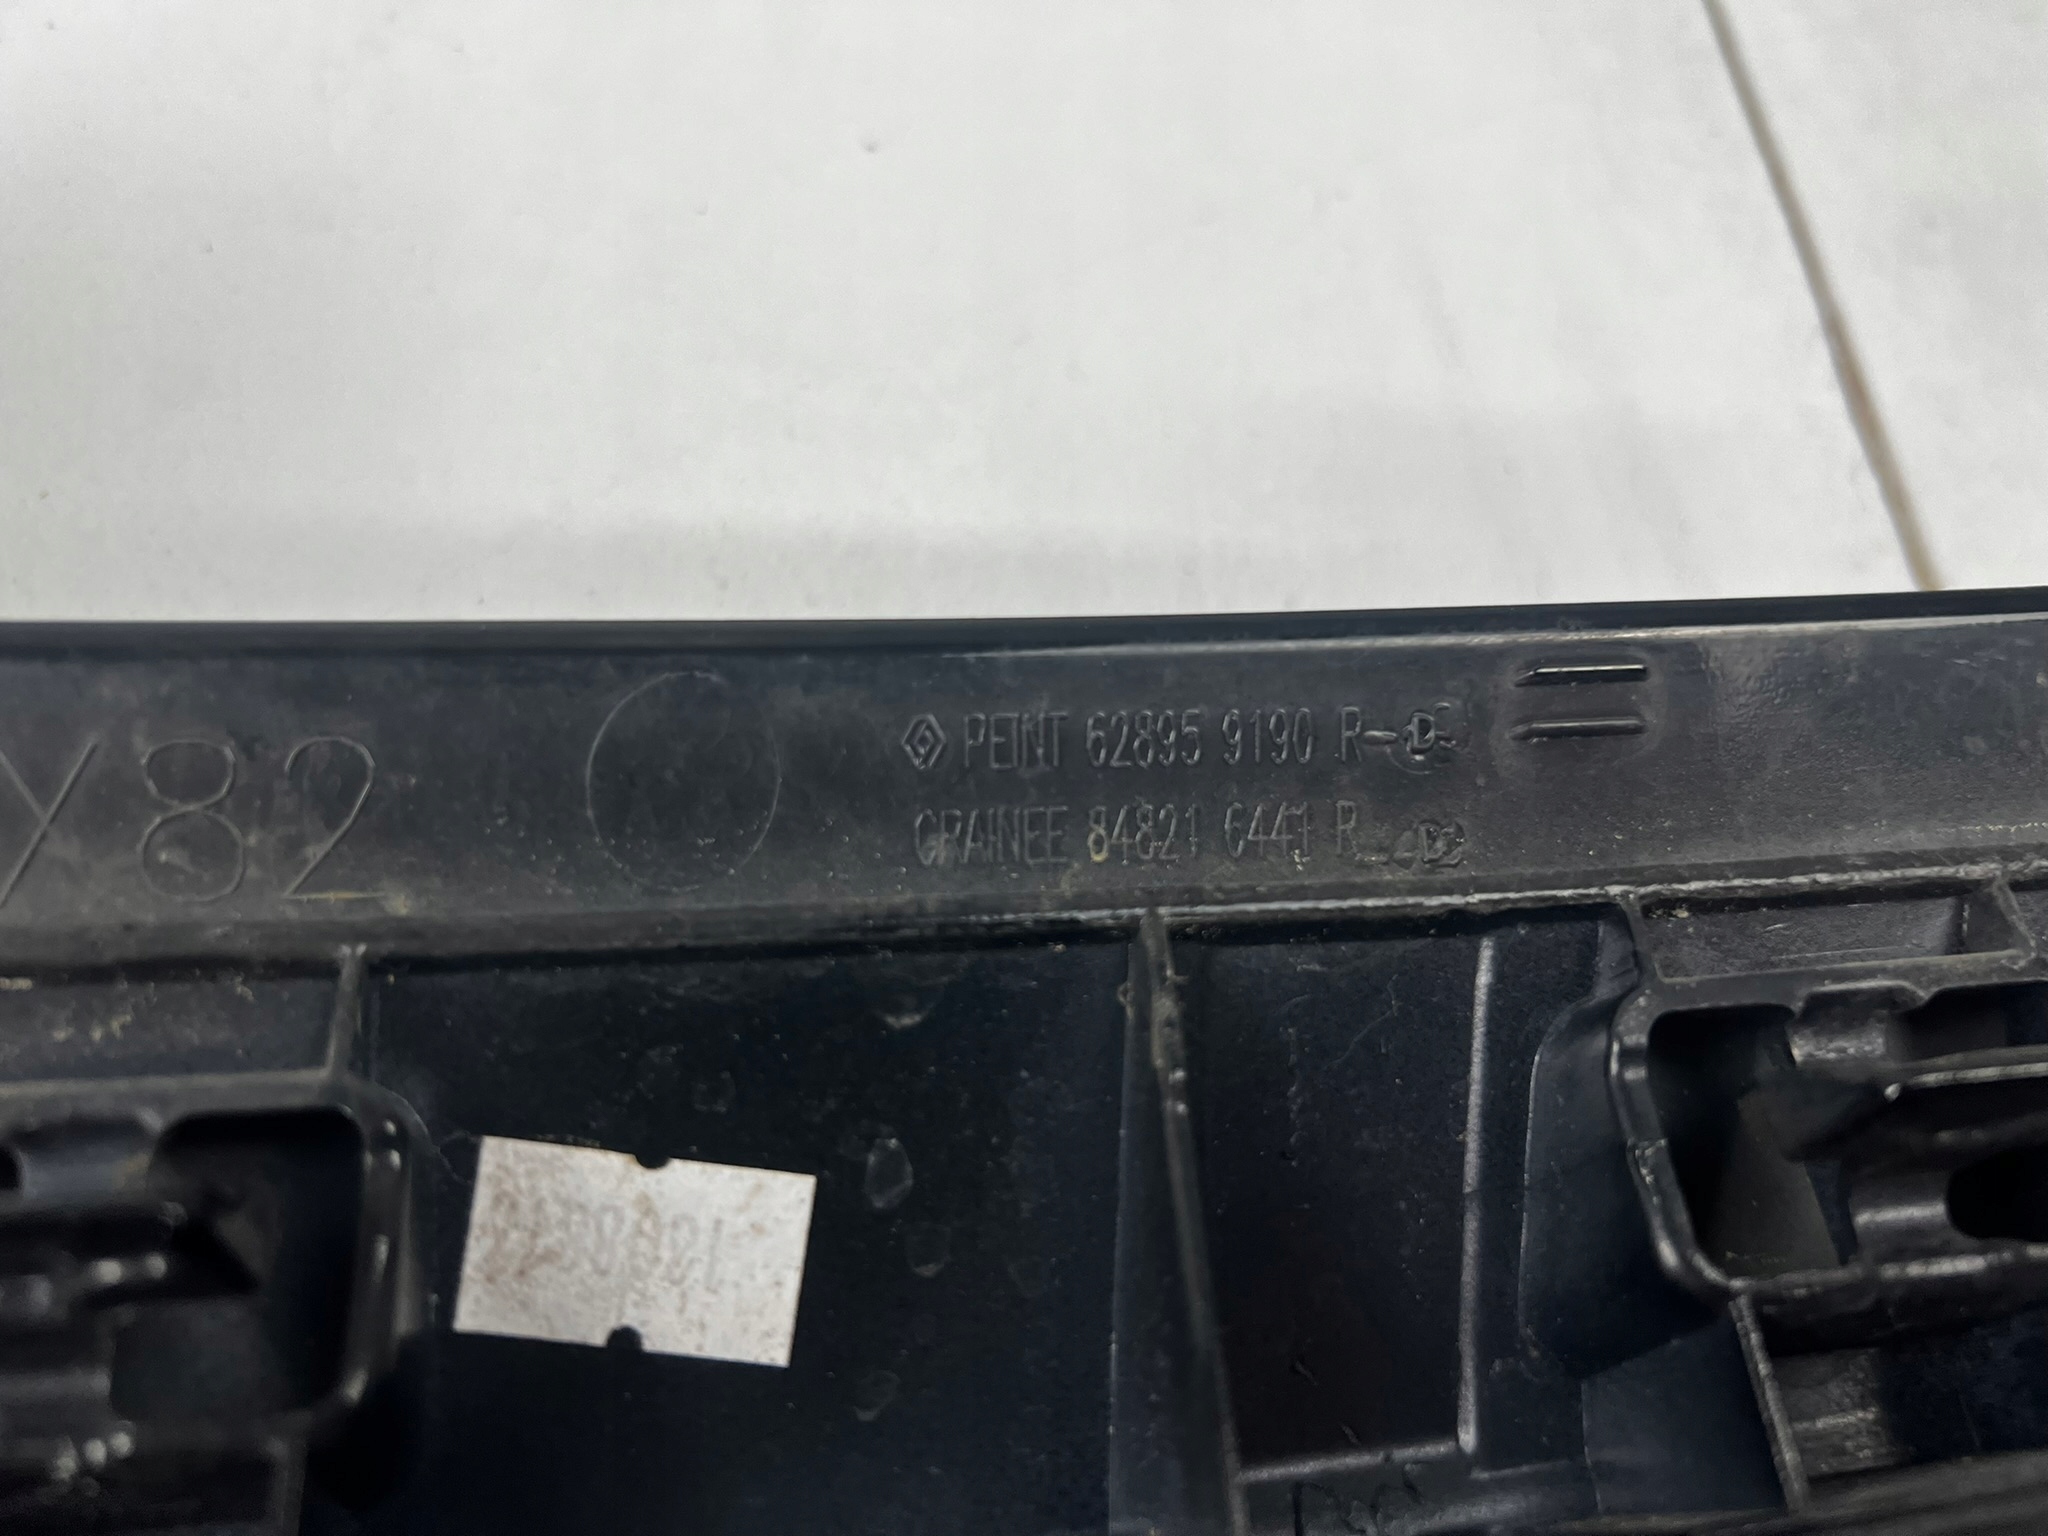 PEINT 62895 9190 R-D
Y82
GRAINEE 84821 6441 R